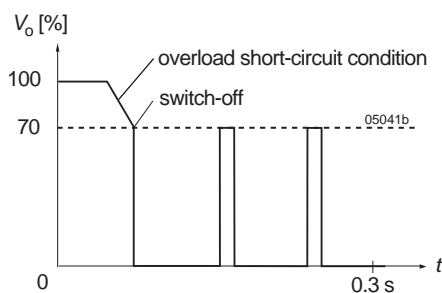 Vo [%]
overload short-circuit condition
100
switch-off
70
05041b
t
0
0.3 s